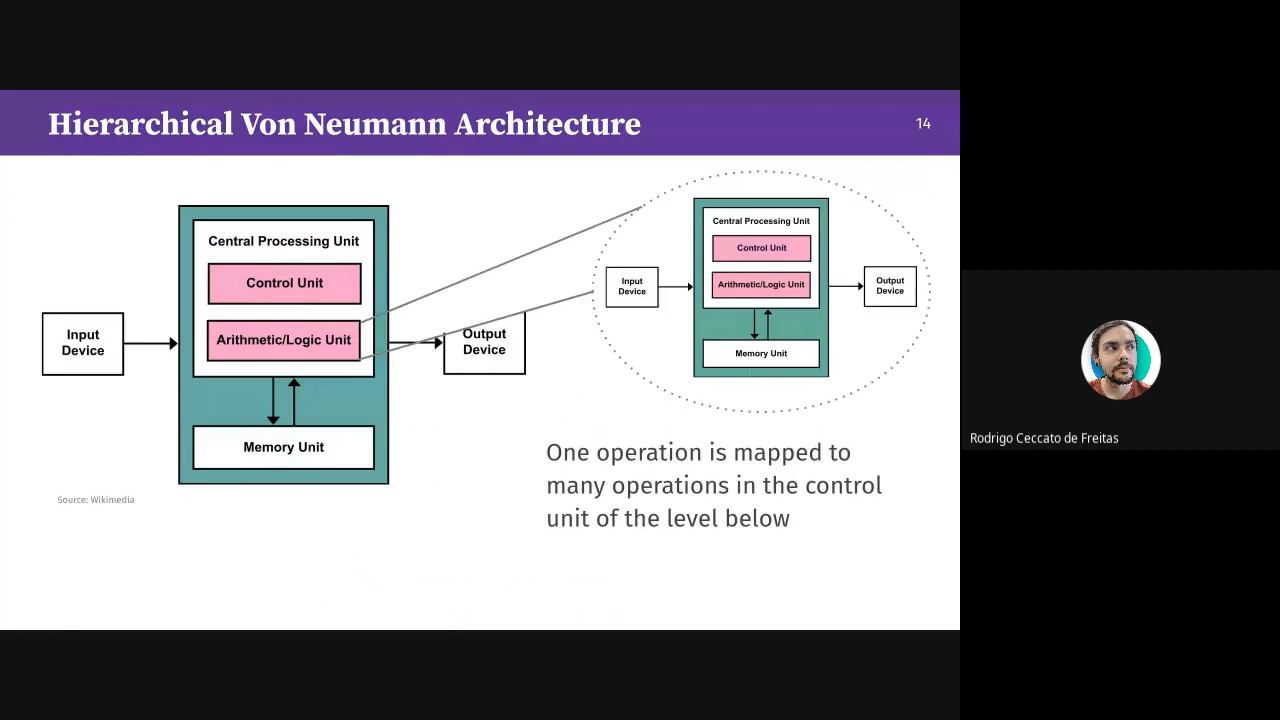 Hierarchical Von Neumann Architecture
14
Central Processing Unit
Control Unit
Arithmetic/Logic Unit
Input
Device
Output
Device
Memory Unit
Source: Wikimedia
Central Processing Unit
Control Unit
Arithmetic/Logic Unit
Input
Device
Output
Device
Memory Unit
One operation is mapped to
many operations in the control
unit of the level below
Rodrigo Ceccato de Freitas